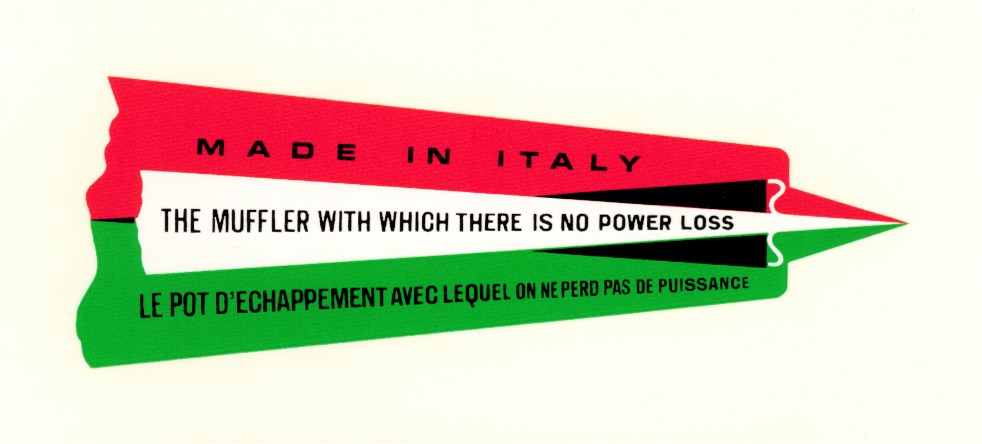 MADE IN ITALY
THE MUFFLER WITH WHICH THERE IS NO POWER LOSS
LE POT D'ECHAPPEMENT AVEC LEQUEL ON NE PERD PAS DE PUISSANCE